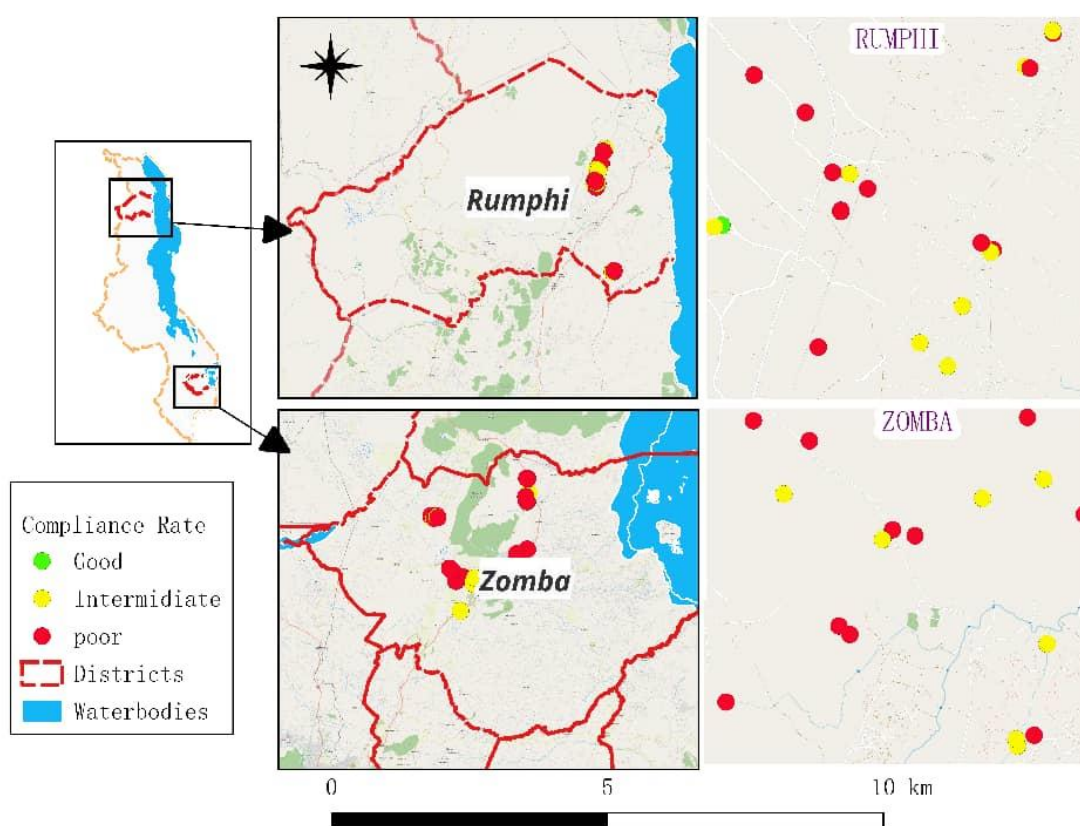 RUMPHI
Rumphi
ZOMBA
Zomba
Compliance Rate
Good
Intermidiate
poor
Districts
Waterbodies
0 5 10 km